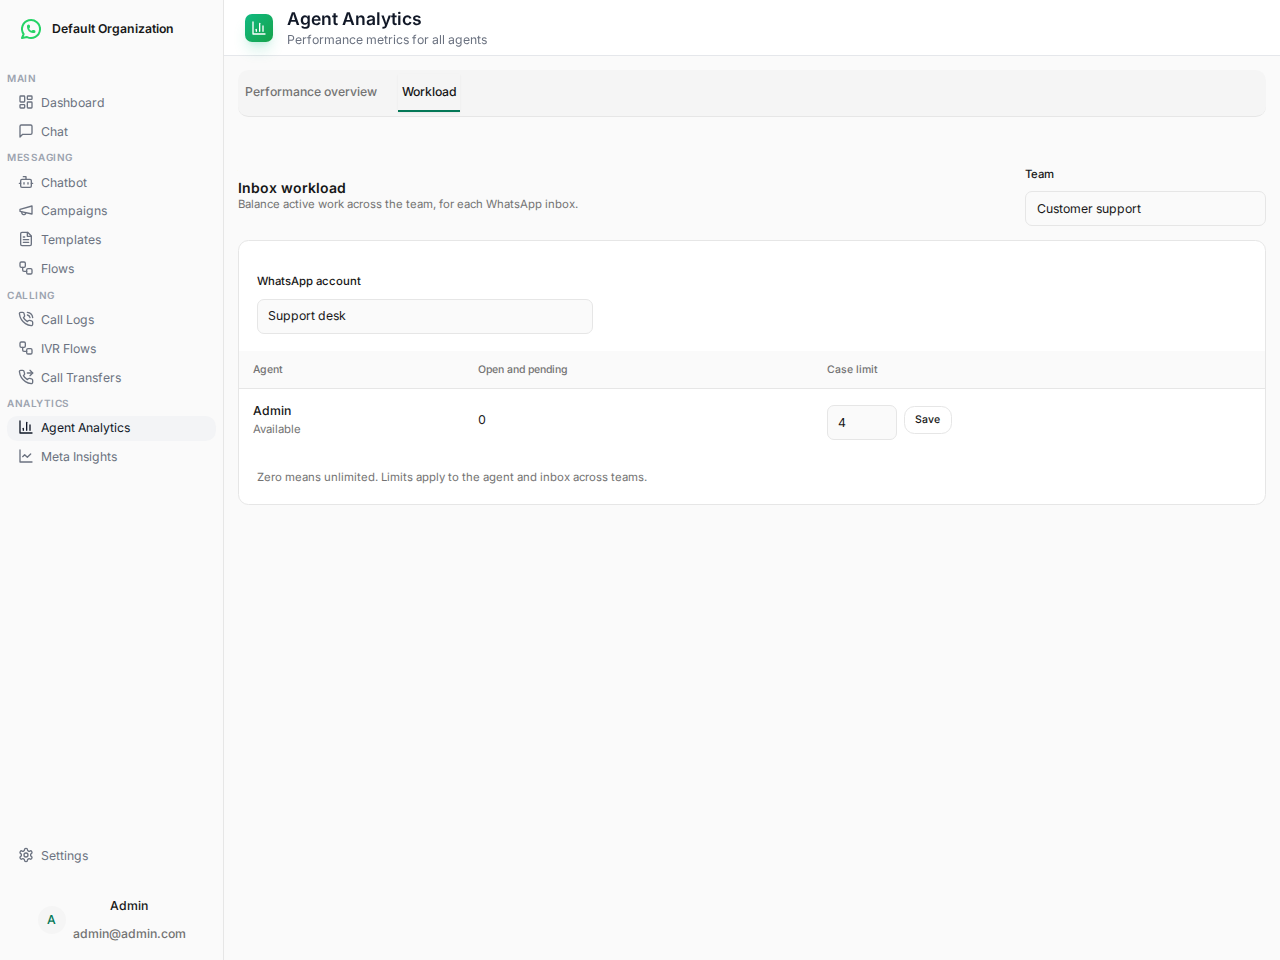 Default Organization
MAIN
Dashboard
Chat
MESSAGING
Chatbot
Campaigns
Templates
Flows
CALLING
Call Logs
IVR Flows
Call Transfers
ANALYTICS
Agent Analytics
Meta Insights
Settings
A
Admin
admin@admin.com
Agent Analytics
Performance metrics for all agents
Performance overview
Workload
Inbox workload
Balance active work across the team, for each WhatsApp inbox.
Team
Customer support
WhatsApp account
Support desk
Agent Open and pending Case limit
Admin
Available
0
4
Save
Zero means unlimited. Limits apply to the agent and inbox across teams.